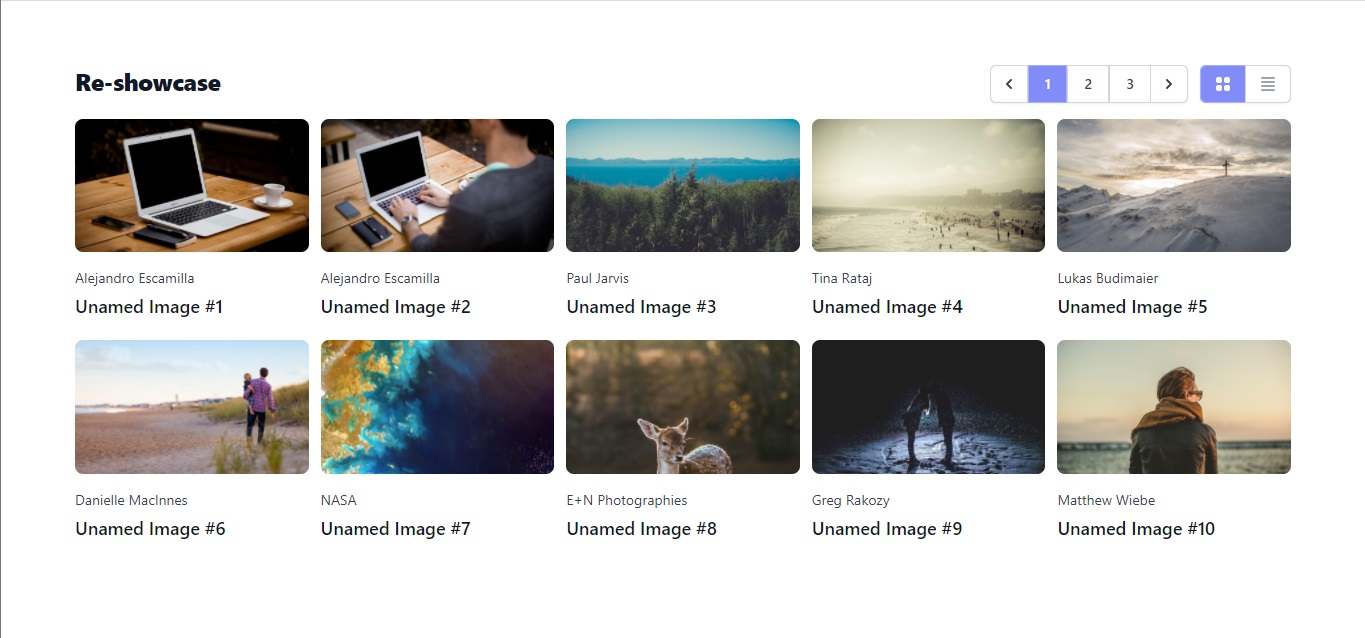 Re-showcase
1 2 3
Alejandro Escamilla
Unamed Image #1
Alejandro Escamilla
Unamed Image #2
Paul Jarvis
Unamed Image #3
Tina Rataj
Unamed Image #4
Lukas Budimaier
Unamed Image #5
Danielle MacInnes
Unamed Image #6
NASA
Unamed Image #7
E+N Photographies
Unamed Image #8
Greg Rakozy
Unamed Image #9
Matthew Wiebe
Unamed Image #10